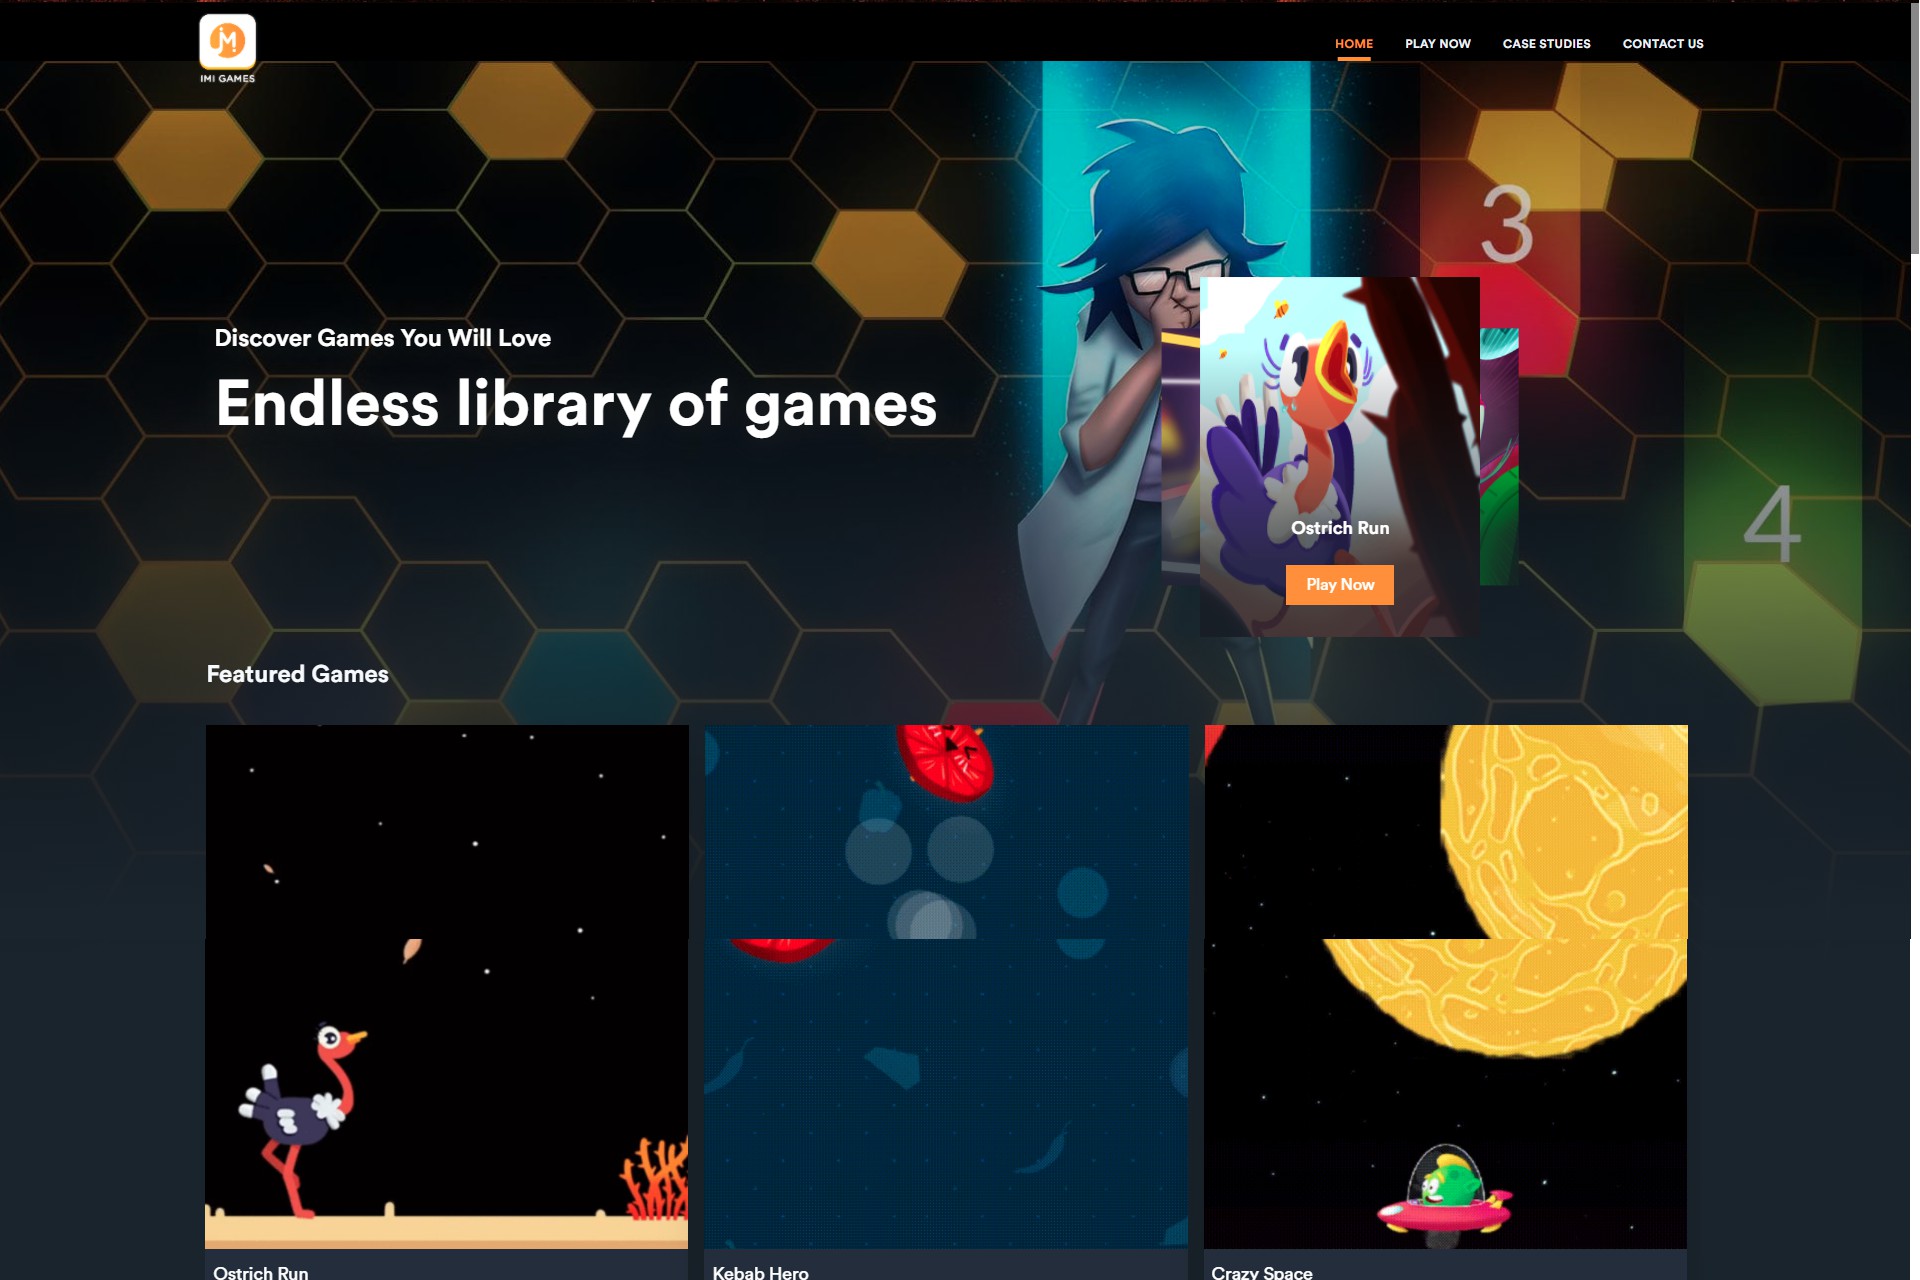 IMI GAMES
HOME PLAY NOW CASE STUDIES CONTACT US
3
Discover Games You Will Love
Endless library of games
4
Ostrich Run
Play Now
Featured Games
Ostrich Run
Kebab Hero
Crazy Space